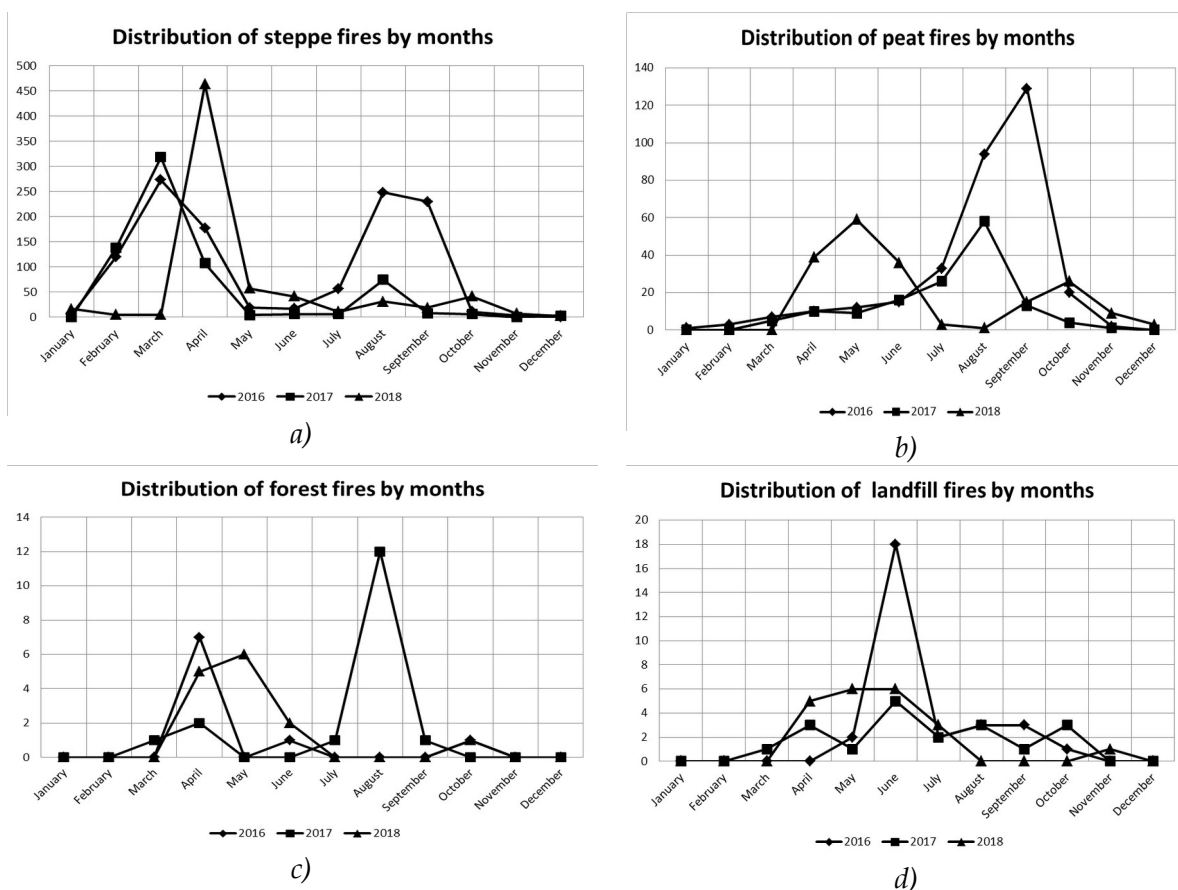 Distribution of steppe fires by months
500
450
400
350
300
250
200
150
100
50
0
January February March April May June July August September October November December
2016 2017 2018
a)
Distribution of peat fires by months
140
120
100
80
60
40
20
0
January February March April May June July August September October November December
2016 2017 2018
b)
Distribution of forest fires by months
14
12
10
8
6
4
2
0
January February March April May June July August September October November December
2016 2017 2018
c)
Distribution of landfill fires by months
20
18
16
14
12
10
8
6
4
2
0
January February March April May June July August September October November December
2016 2017 2018
d)